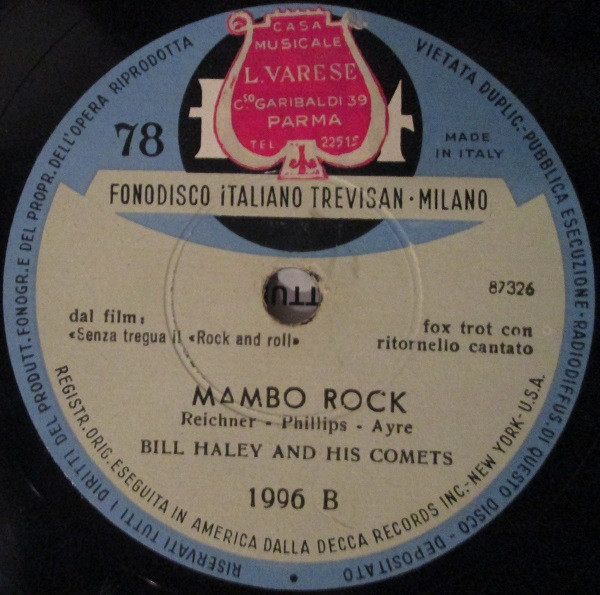 CASA
MUSICALE
L. VARESE
C.so GARIBALDI 39
PARMA
TEL. 22515
78
MADE
IN ITALY
FONODISCO iTALIANO TREVISAN · MILANO
87326
dal film:
«Senza tregua il «Rock and roll»
fox trot con
ritornello cantato
MAMBO ROCK
Reichner - Phillips - Ayre
BILL HALEY AND HIS COMETS
1996 B
REGISTR. ORIG. ESEGUITA IN AMERICA DALLA DECCA RECORDS INC.-NEW YORK-U.S.A.
RISERVATI TUTTI I DIRITTI DEL PRODUTT. FONOGR. E DEL PROPR. DELL'OPERA RIPRODOTTA
VIETATA DUPLIC.-PUBBLICA ESECUZIONE-RADIODIFFUS. DI QUESTO DISCO - DEPOSITATO